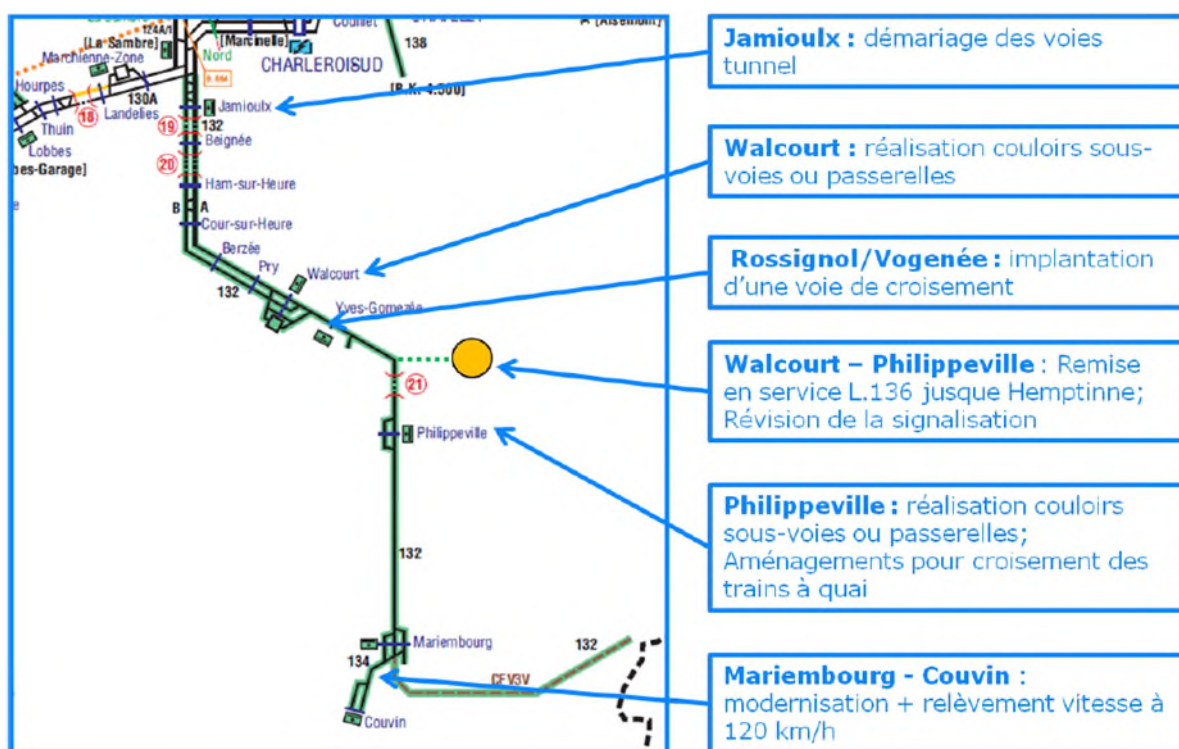 124A/1
[La Sambre]
[Marcinelle]
138
Marchienne-Zone
Nord
CHARLEROISUD
Hourpes
130A
Jamioulx
18
Landelies
19
132
Thuin
Beignée
Lobbes
20
bes-Garage]
Ham-sur-Heure
B
A
Cour-sur-Heure
Berzée
Pry
Walcourt
132
Yves-Gomezée
21
Philippeville
132
Mariembourg
132
134
CFV3V
Couvin
Jamioulx : démariage des voies
tunnel
Walcourt : réalisation couloirs sous-
voies ou passerelles
Rossignol/Vogenée : implantation
d'une voie de croisement
Walcourt – Philippeville : Remise
en service L.136 jusque Hemptinne;
Révision de la signalisation
Philippeville : réalisation couloirs
sous-voies ou passerelles;
Aménagements pour croisement des
trains à quai
Mariembourg - Couvin :
modernisation + relèvement vitesse à
120 km/h